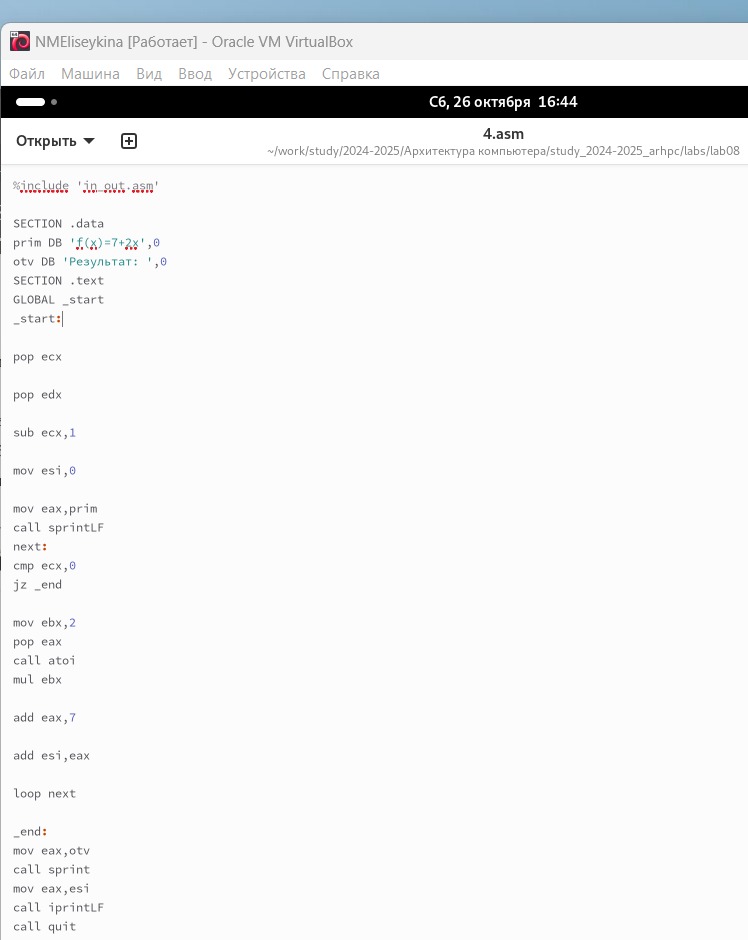 NMEliseykina [Работает] - Oracle VM VirtualBox
Файл Машина Вид Ввод Устройства Справка
Сб, 26 октября 16:44
Открыть
4.asm
~/work/study/2024-2025/Архитектура компьютера/study_2024-2025_arhpc/labs/lab08
%include 'in_out.asm'
SECTION .data
prim DB 'f(x)=7+2x',0
otv DB 'Результат: ',0
SECTION .text
GLOBAL _start
_start:
pop ecx
pop edx
sub ecx,1
mov esi,0
mov eax,prim
call sprintLF
next:
cmp ecx,0
jz _end
mov ebx,2
pop eax
call atoi
mul ebx
add eax,7
add esi,eax
loop next
_end:
mov eax,otv
call sprint
mov eax,esi
call iprintLF
call quit